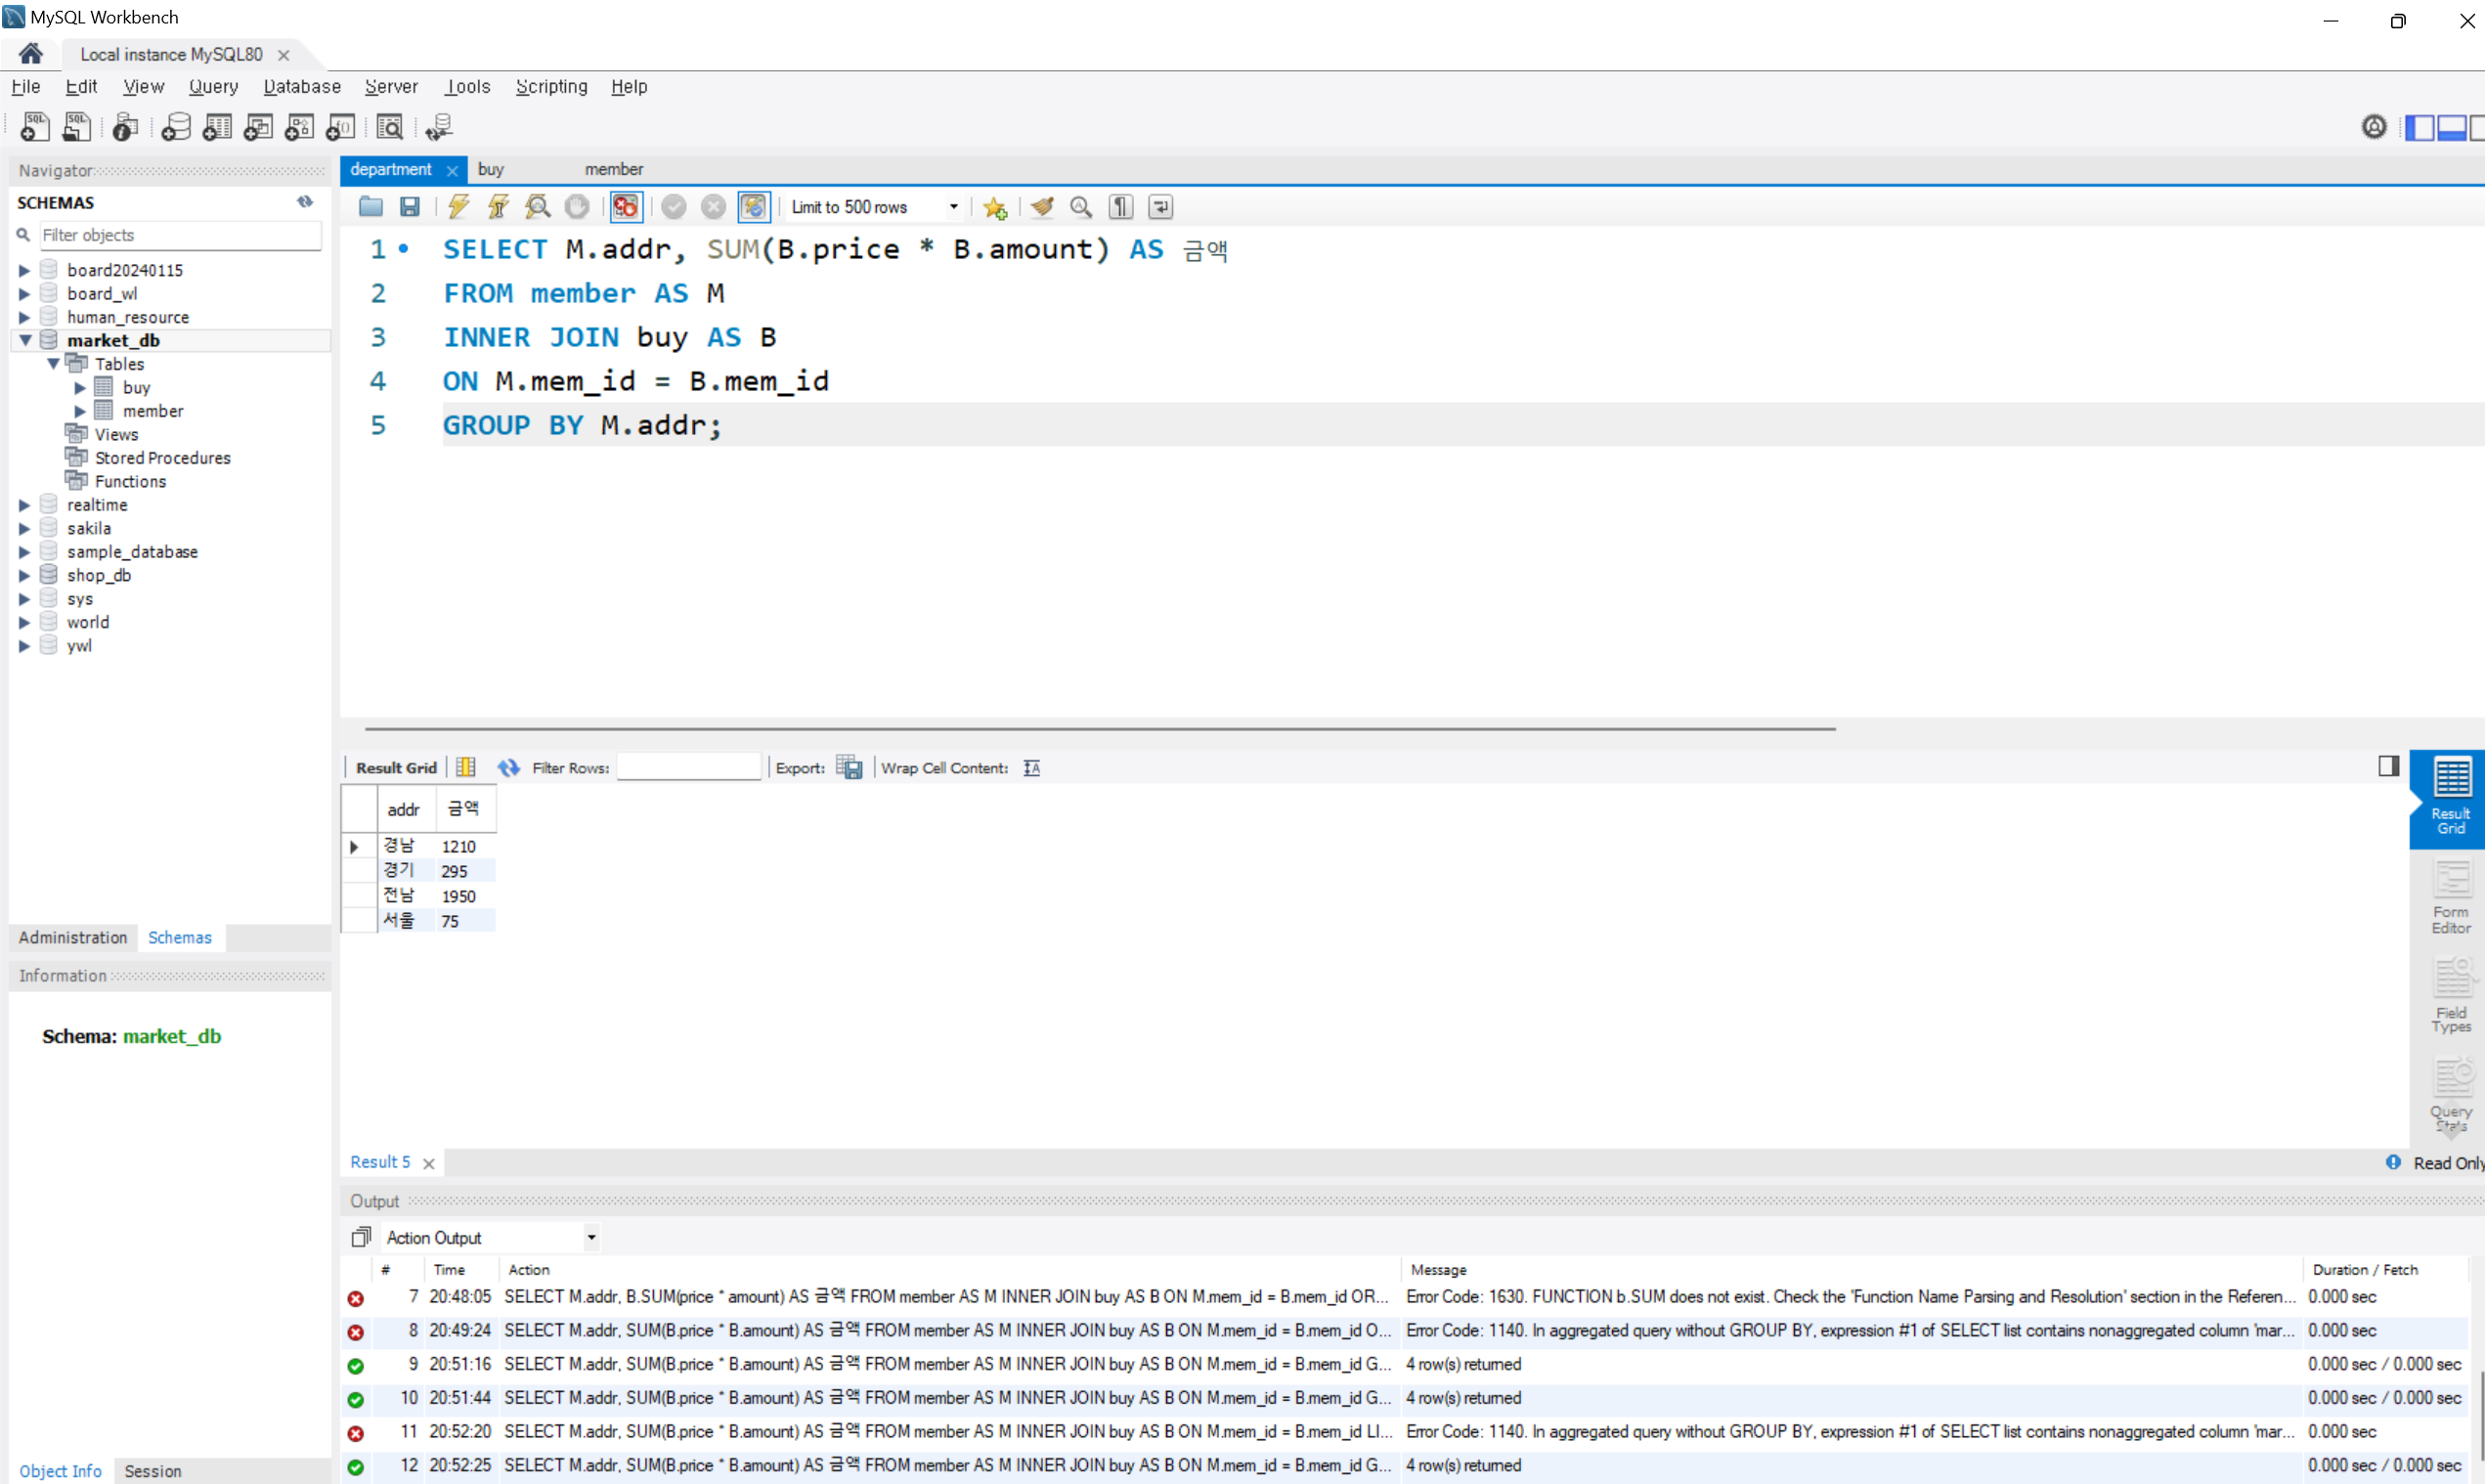 MySQL Workbench
Local instance MySQL80
File Edit View Query Database Server Tools Scripting Help
Navigator
SCHEMAS
Filter objects
board20240115
board_wl
human_resource
market_db
Tables
buy
member
Views
Stored Procedures
Functions
realtime
sakila
sample_database
shop_db
sys
world
ywl
Administration Schemas
Information
Schema: market_db
Object Info Session
department buy member
Limit to 500 rows
1 SELECT M.addr, SUM(B.price * B.amount) AS 금액
2 FROM member AS M
3 INNER JOIN buy AS B
4 ON M.mem_id = B.mem_id
5 GROUP BY M.addr;
Result Grid Filter Rows: Export: Wrap Cell Content:
addr 금액
경남 1210
경기 295
전남 1950
서울 75
Result Grid
Form Editor
Field Types
Query Stats
Result 5 Read Only
Output
Action Output
# Time Action Message Duration / Fetch
7 20:48:05 SELECT M.addr, B.SUM(price * amount) AS 금액 FROM member AS M INNER JOIN buy AS B ON M.mem_id = B.mem_id OR... Error Code: 1630. FUNCTION b.SUM does not exist. Check the 'Function Name Parsing and Resolution' section in the Referen... 0.000 sec
8 20:49:24 SELECT M.addr, SUM(B.price * B.amount) AS 금액 FROM member AS M INNER JOIN buy AS B ON M.mem_id = B.mem_id O... Error Code: 1140. In aggregated query without GROUP BY, expression #1 of SELECT list contains nonaggregated column 'mar... 0.000 sec
9 20:51:16 SELECT M.addr, SUM(B.price * B.amount) AS 금액 FROM member AS M INNER JOIN buy AS B ON M.mem_id = B.mem_id G... 4 row(s) returned 0.000 sec / 0.000 sec
10 20:51:44 SELECT M.addr, SUM(B.price * B.amount) AS 금액 FROM member AS M INNER JOIN buy AS B ON M.mem_id = B.mem_id G... 4 row(s) returned 0.000 sec / 0.000 sec
11 20:52:20 SELECT M.addr, SUM(B.price * B.amount) AS 금액 FROM member AS M INNER JOIN buy AS B ON M.mem_id = B.mem_id LI... Error Code: 1140. In aggregated query without GROUP BY, expression #1 of SELECT list contains nonaggregated column 'mar... 0.000 sec
12 20:52:25 SELECT M.addr, SUM(B.price * B.amount) AS 금액 FROM member AS M INNER JOIN buy AS B ON M.mem_id = B.mem_id G... 4 row(s) returned 0.000 sec / 0.000 sec